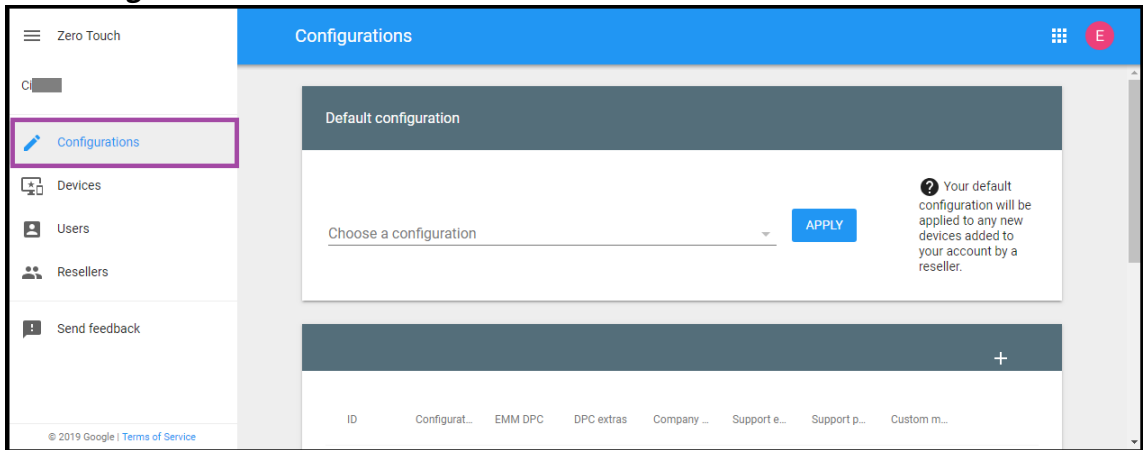 Zero Touch
Configurations
E
Ci
Configurations
Devices
Users
Resellers
Send feedback
© 2019 Google | Terms of Service
Default configuration
Choose a configuration
APPLY
Your default
configuration will be
applied to any new
devices added to
your account by a
reseller.
+
ID Configurat... EMM DPC DPC extras Company ... Support e... Support p... Custom m...